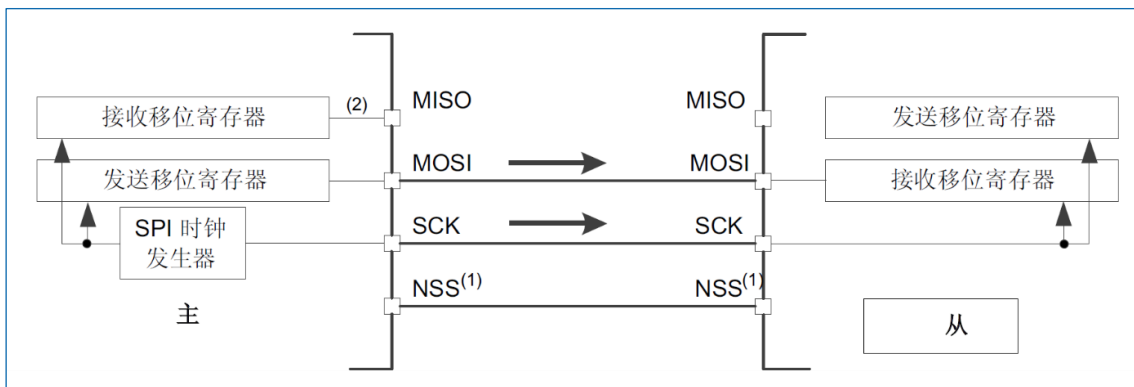 接收移位寄存器
(2)
MISO
MISO
发送移位寄存器
发送移位寄存器
MOSI
MOSI
接收移位寄存器
SPI 时钟
发生器
SCK
SCK
NSS(1)
NSS(1)
主
从